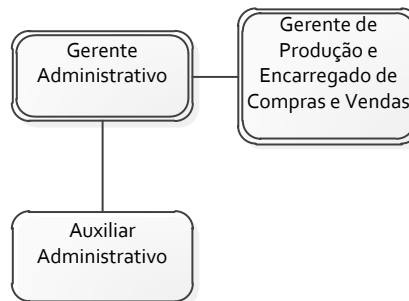 Gerente
Administrativo
Gerente de
Produção e
Encarregado de
Compras e Vendas
Auxiliar
Administrativo